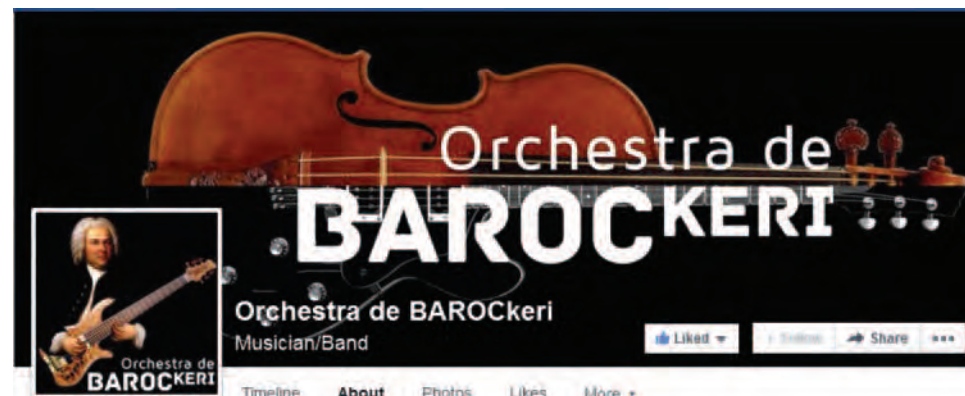 Orchestra de
BAROCKERI
Orchestra de BAROCkeri
Musician/Band
Liked
Share
Orchestra de
BAROCKERI
Timeline
About
Photos
Likes
More